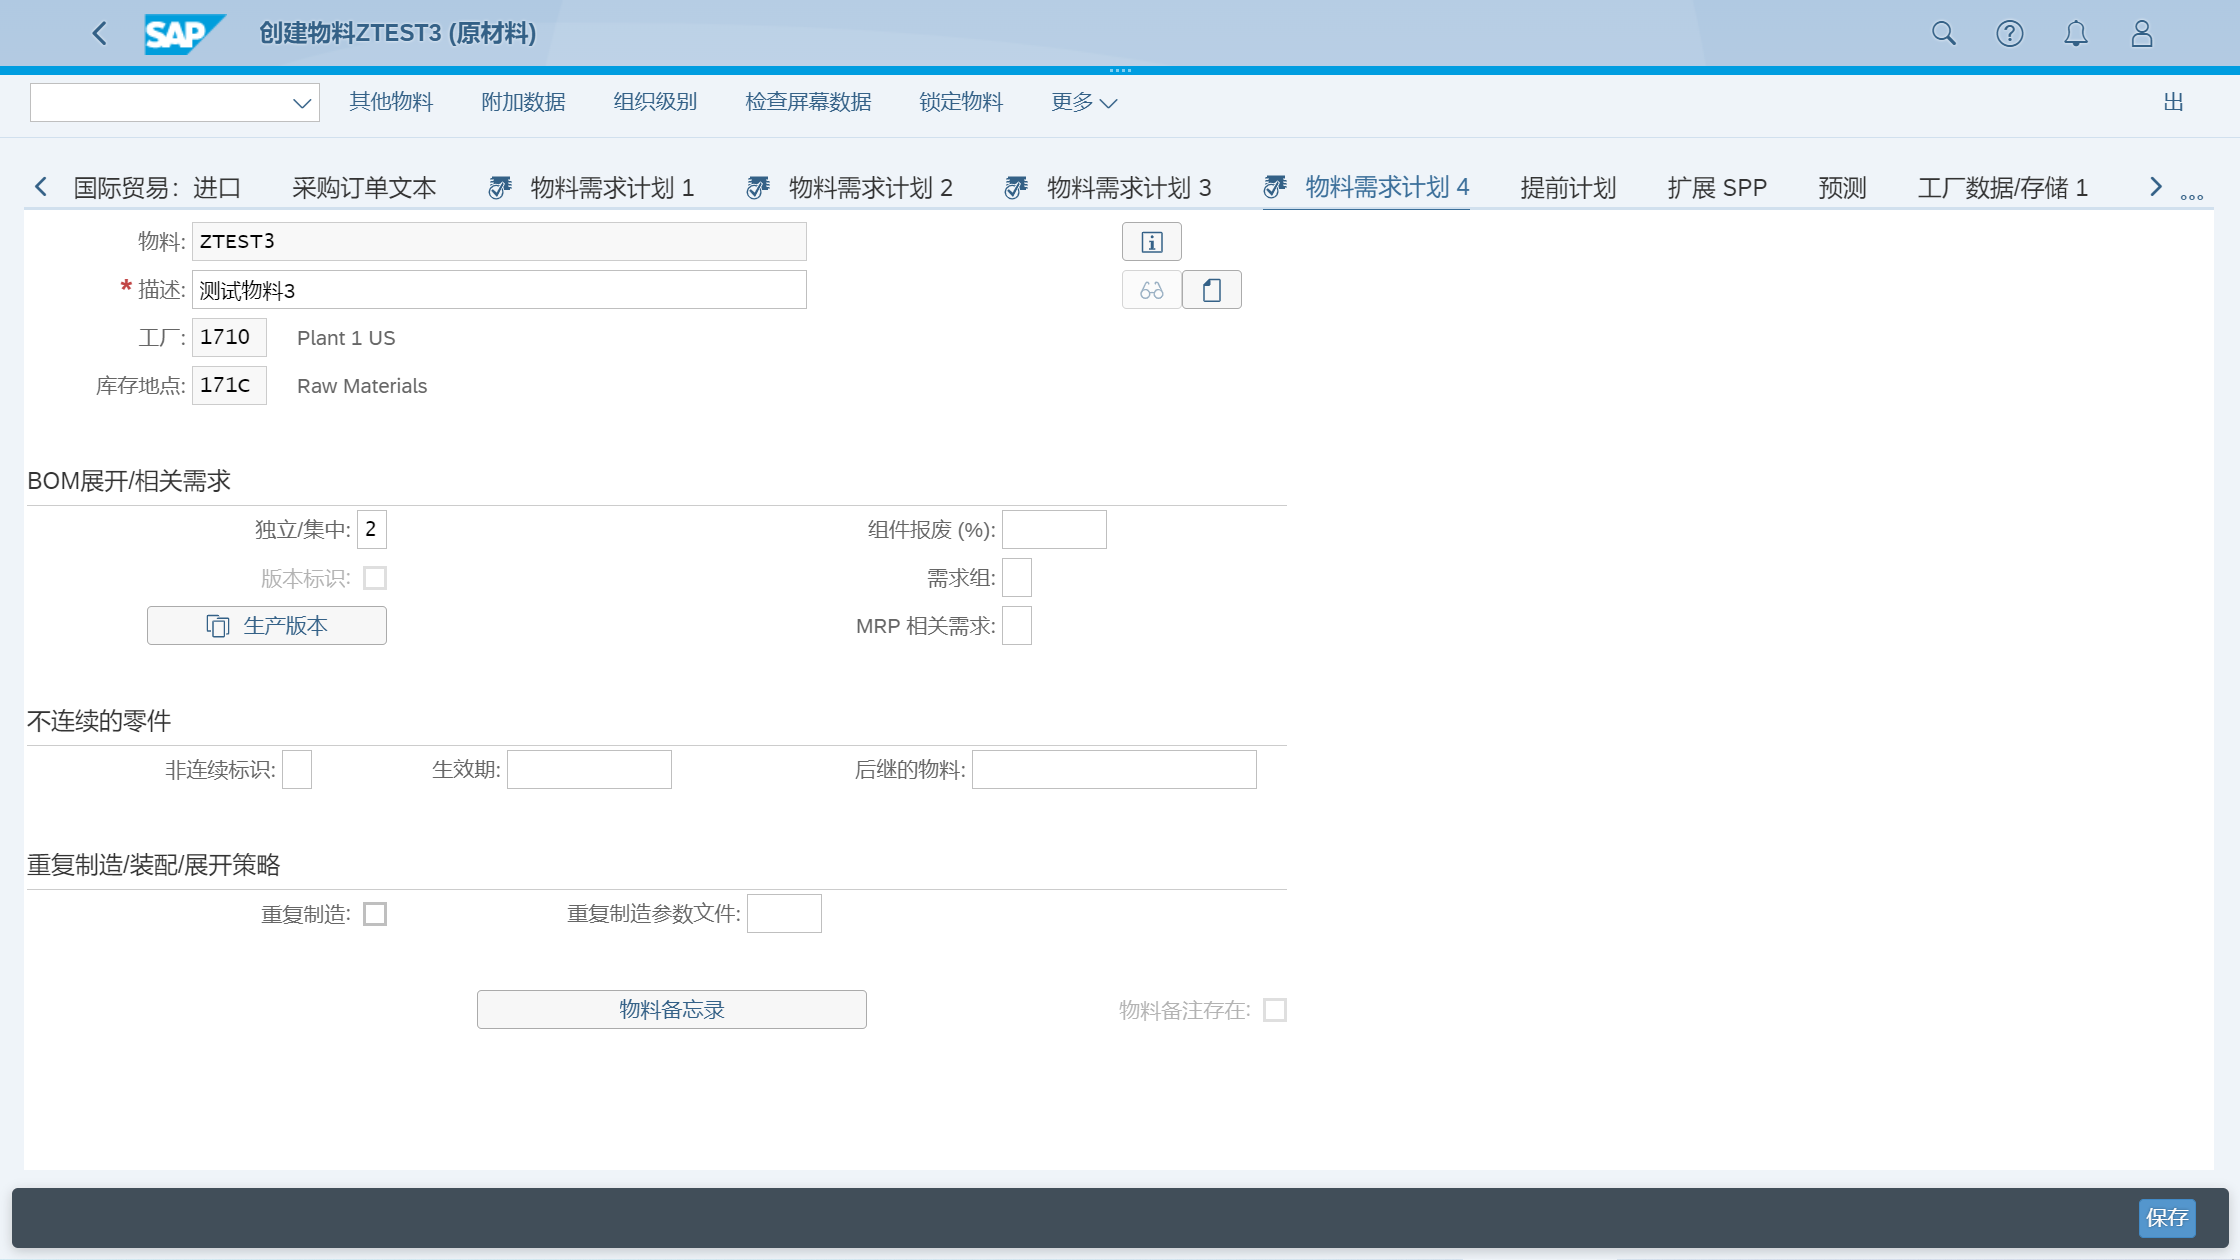 SAP 创建物料ZTEST3 (原材料)
其他物料 附加数据 组织级别 检查屏幕数据 锁定物料 更多 出
国际贸易：进口 采购订单文本 物料需求计划 1 物料需求计划 2 物料需求计划 3 物料需求计划 4 提前计划 扩展 SPP 预测 工厂数据/存储 1
物料: ZTEST3
* 描述: 测试物料3
工厂: 1710 Plant 1 US
库存地点: 171C Raw Materials
BOM展开/相关需求
独立/集中: 2 组件报废 (%):
版本标识: 需求组:
生产版本 MRP 相关需求:
不连续的零件
非连续标识: 生效期: 后继的物料:
重复制造/装配/展开策略
重复制造: 重复制造参数文件:
物料备忘录 物料备注存在:
保存